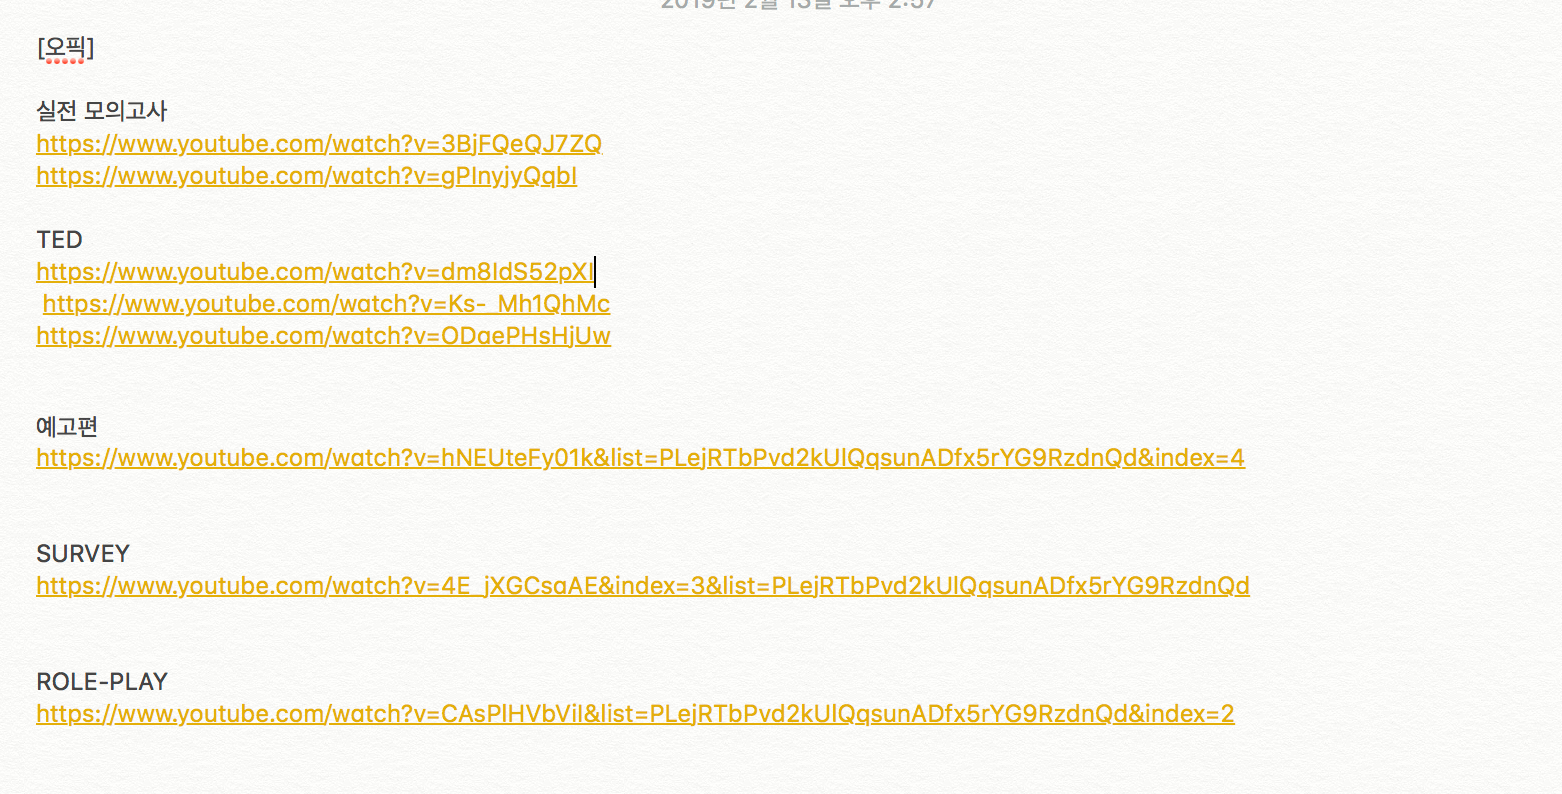 2019년 2월 13일 오후 2:57
[오픽]
실전 모의고사
https://www.youtube.com/watch?v=3BjFQeQJ7ZQ
https://www.youtube.com/watch?v=gPInyjyQqbI
TED
https://www.youtube.com/watch?v=dm8IdS52pXI
https://www.youtube.com/watch?v=Ks-_Mh1QhMc
https://www.youtube.com/watch?v=ODaePHsHjUw
예고편
https://www.youtube.com/watch?v=hNEUteFy01k&list=PLejRTbPvd2kUlQqsunADfx5rYG9RzdnQd&index=4
SURVEY
https://www.youtube.com/watch?v=4E_jXGCsaAE&index=3&list=PLejRTbPvd2kUlQqsunADfx5rYG9RzdnQd
ROLE-PLAY
https://www.youtube.com/watch?v=CAsPlHVbViI&list=PLejRTbPvd2kUlQqsunADfx5rYG9RzdnQd&index=2